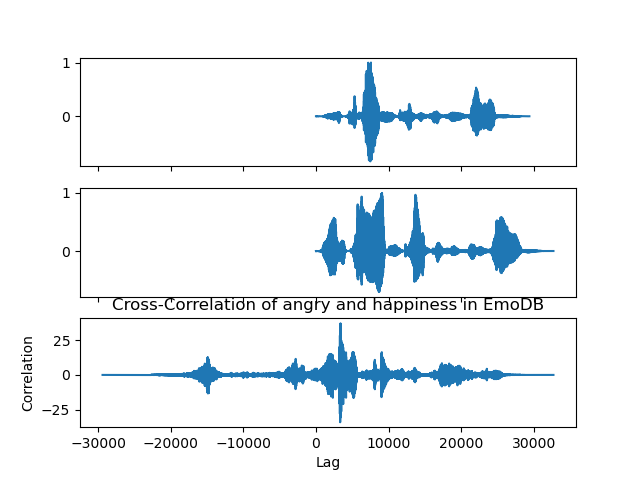 1
0
1
0
Cross-Correlation of angry and happiness in EmoDB
Correlation
25
0
−25
−30000 −20000 −10000 0 10000 20000 30000
Lag